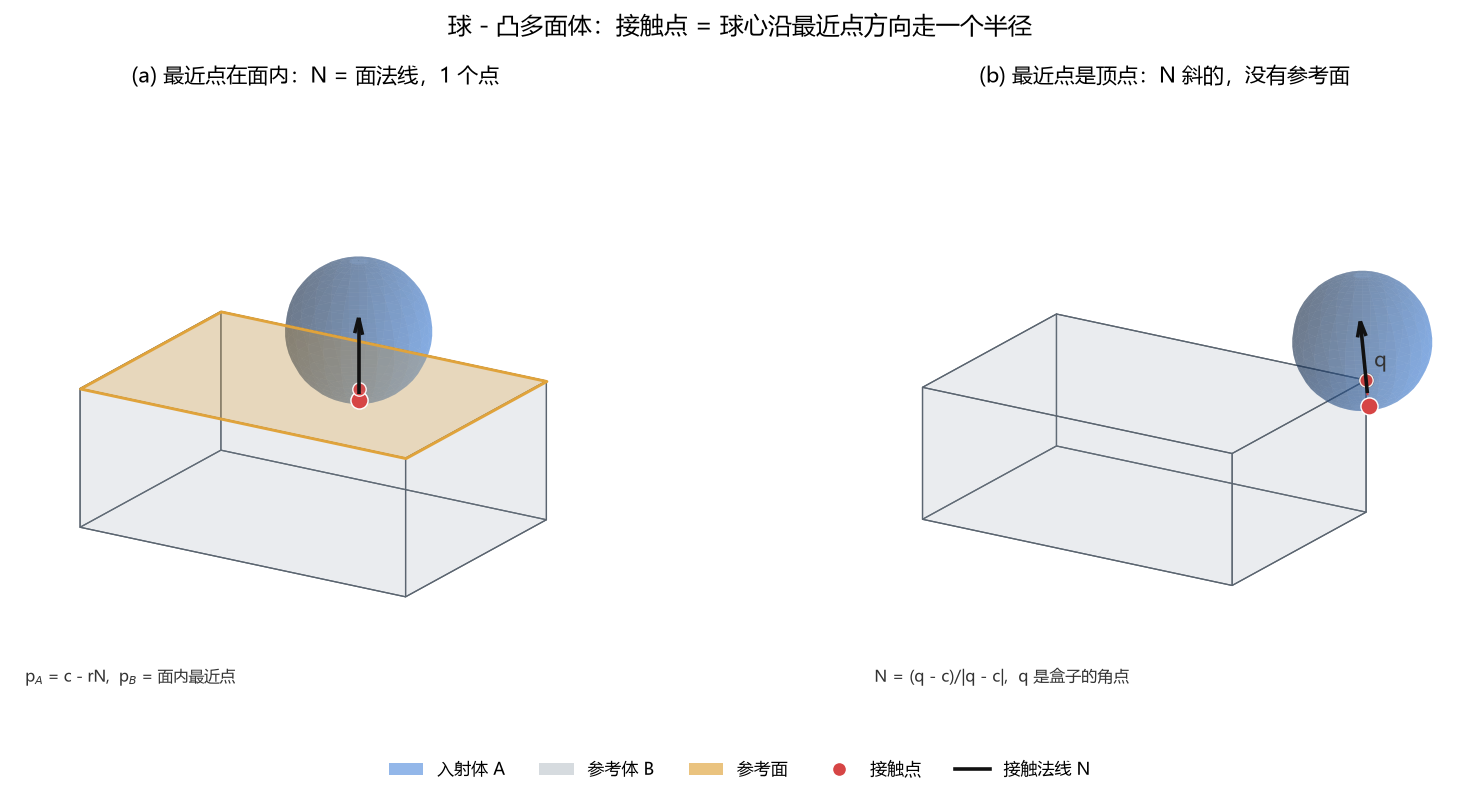 球 - 凸多面体：接触点 = 球心沿最近点方向走一个半径
(a) 最近点在面内：N = 面法线，1 个点
(b) 最近点是顶点：N 斜的，没有参考面
q
p_A = c - rN,  p_B = 面内最近点
N = (q - c)/|q - c|,  q 是盒子的角点
入射体 A
参考体 B
参考面
接触点
接触法线 N